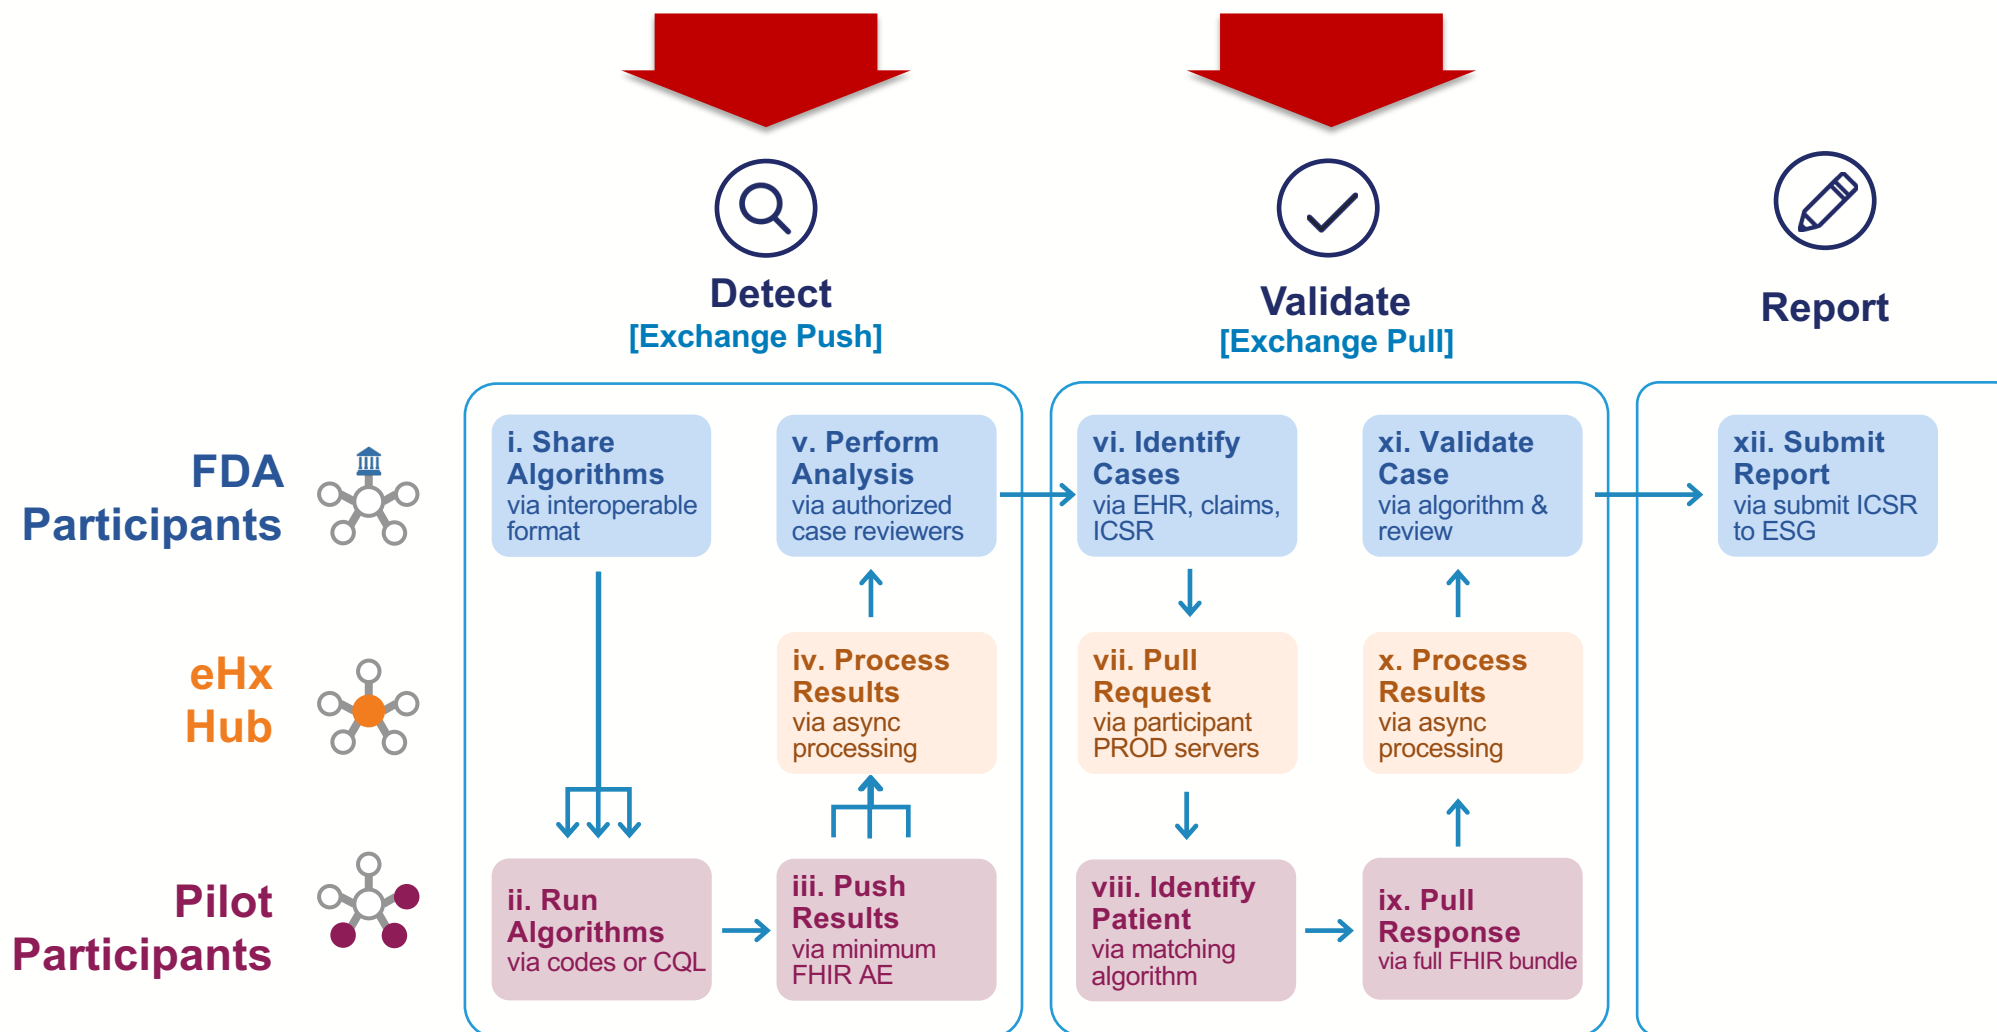 Detect
[Exchange Push]
Validate
[Exchange Pull]
Report
FDA
Participants
i. Share
Algorithms
via interoperable
format
v. Perform
Analysis
via authorized
case reviewers
vi. Identify
Cases
via EHR, claims,
ICSR
xi. Validate
Case
via algorithm &
review
xii. Submit
Report
via submit ICSR
to ESG
eHx
Hub
iv. Process
Results
via async
processing
vii. Pull
Request
via participant
PROD servers
x. Process
Results
via async
processing
Pilot
Participants
ii. Run
Algorithms
via codes or CQL
iii. Push
Results
via minimum
FHIR AE
viii. Identify
Patient
via matching
algorithm
ix. Pull
Response
via full FHIR bundle